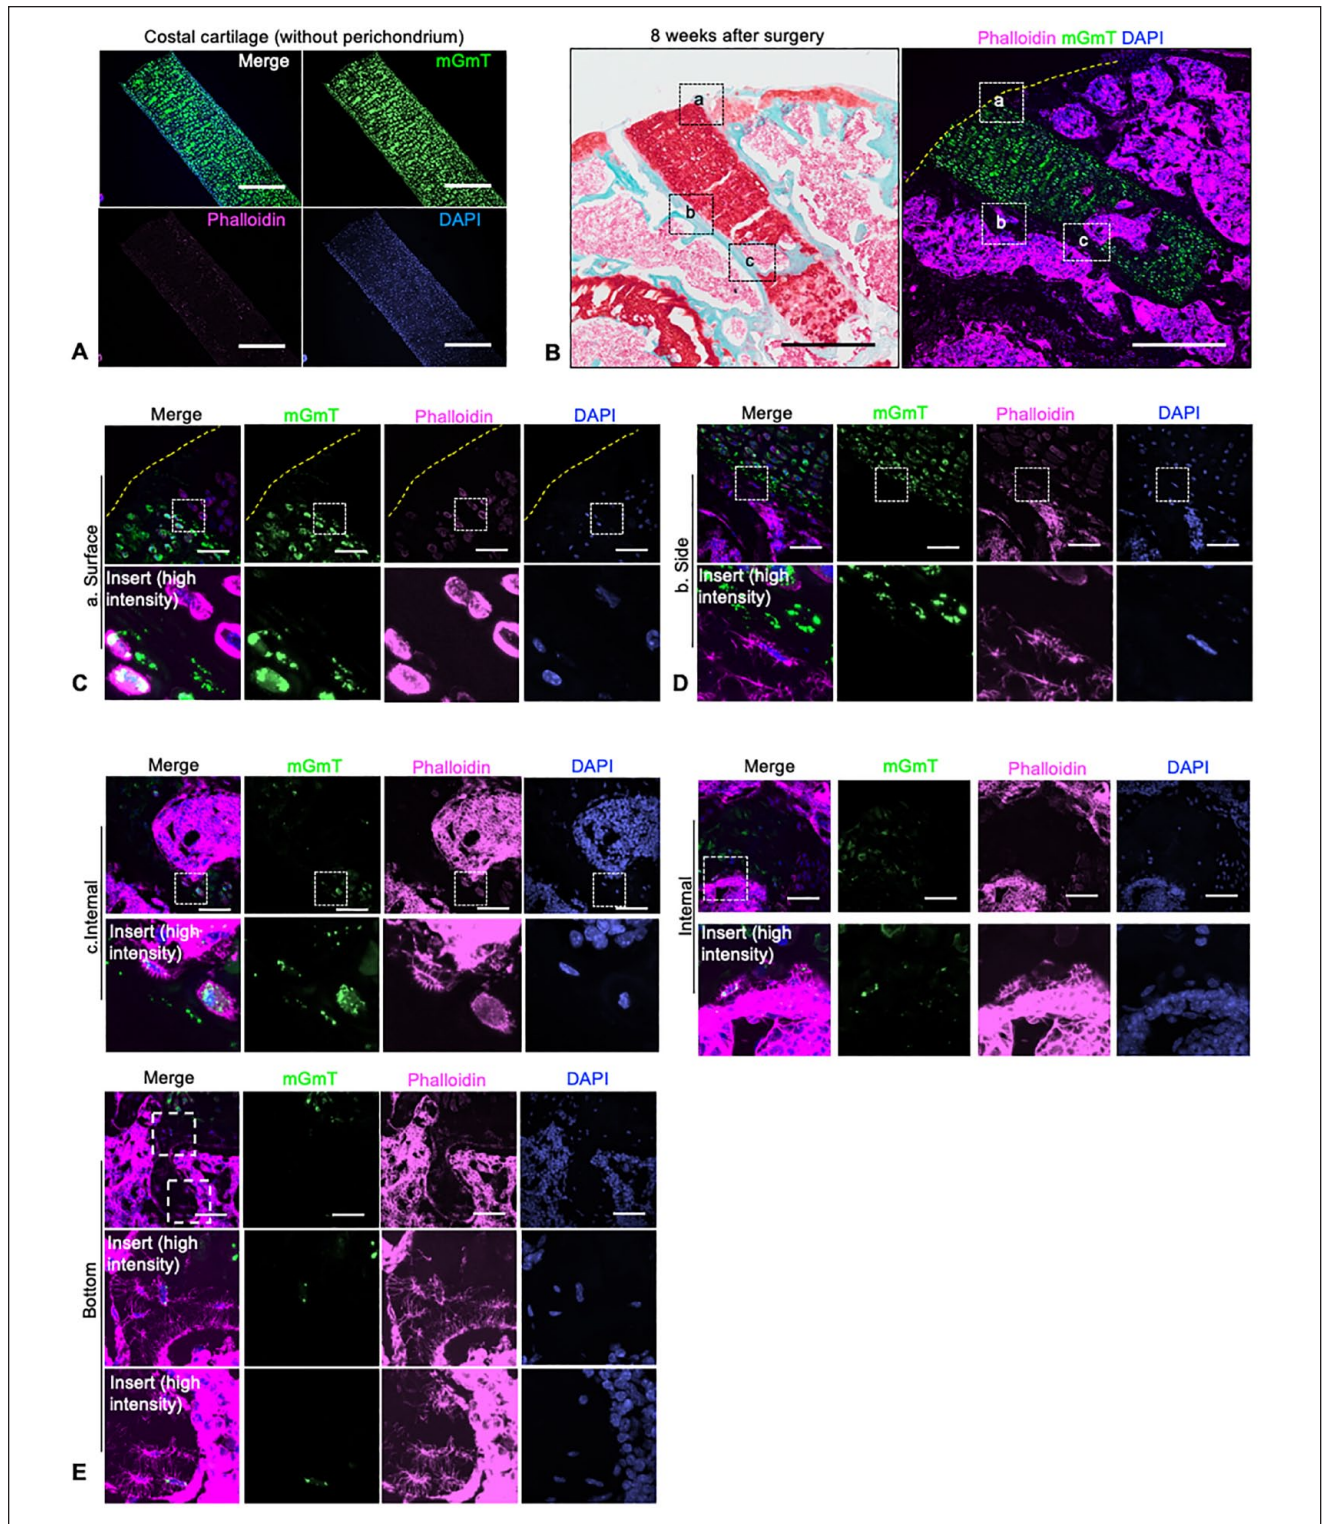 Costal cartilage (without perichondrium)
Merge
mGmT
Phalloidin
DAPI
A
8 weeks after surgery
a
b
c
B
Phalloidin mGmT DAPI
a
b
c
Merge mGmT Phalloidin DAPI
a. Surface
Insert (high
intensity)
C
Merge mGmT Phalloidin DAPI
b. Side
Insert (high
intensity)
D
Merge mGmT Phalloidin DAPI
c.Internal
Insert (high
intensity)
Merge mGmT Phalloidin DAPI
Internal
Insert (high
intensity)
Merge mGmT Phalloidin DAPI
Bottom
Insert (high
intensity)
Insert (high
intensity)
E